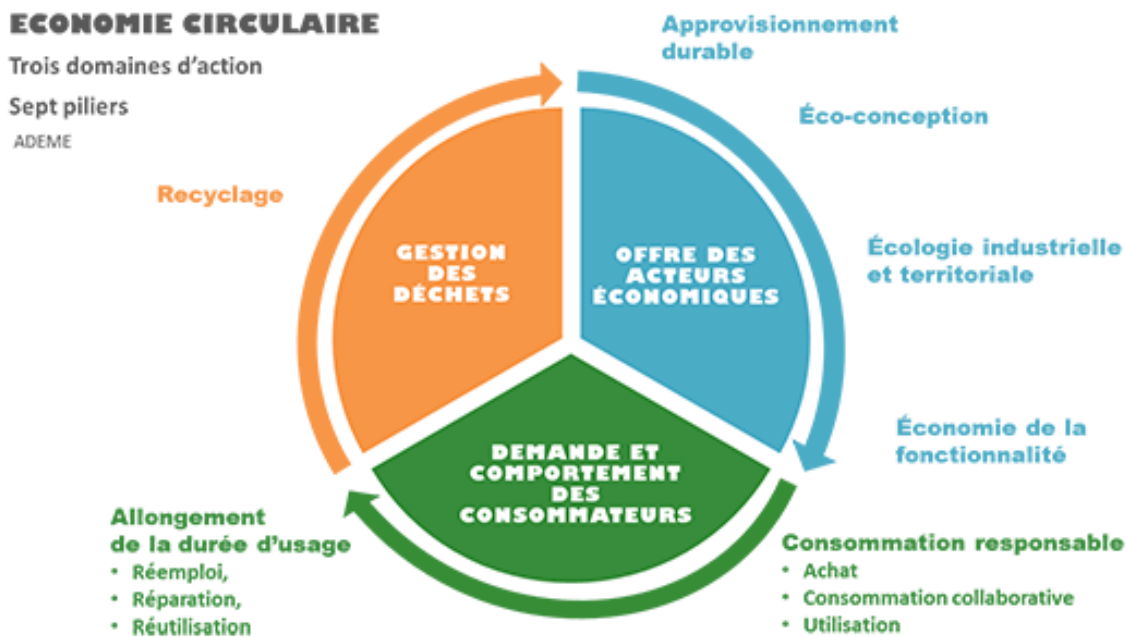 ECONOMIE CIRCULAIRE
Trois domaines d'action
Sept piliers
ADEME
Approvisionnement
durable
Éco-conception
Recyclage
Écologie industrielle
et territoriale
GESTION
DES
DÉCHETS
OFFRE DES
ACTEURS
ÉCONOMIQUES
Économie de la
fonctionnalité
DEMANDE ET
COMPORTEMENT
DES
CONSOMMATEURS
Allongement
de la durée d'usage
• Réemploi,
• Réparation,
• Réutilisation
Consommation responsable
• Achat
• Consommation collaborative
• Utilisation